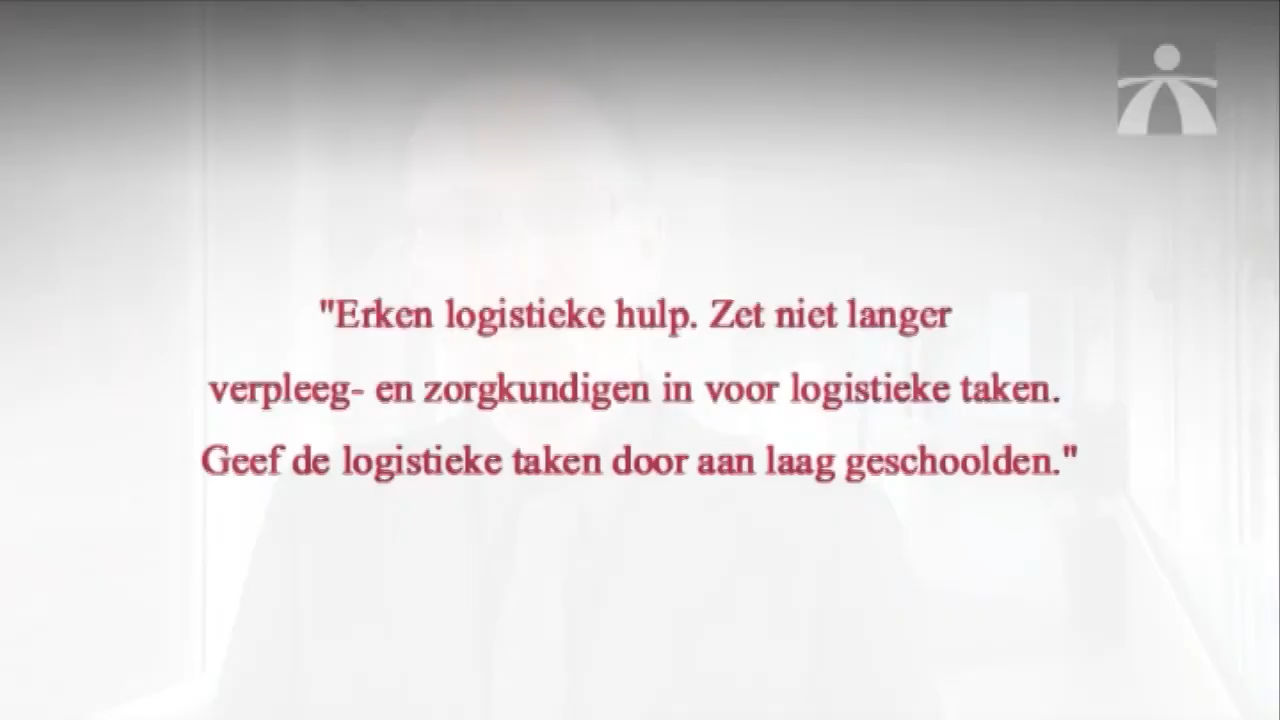 "Erken logistieke hulp. Zet niet langer
verpleeg- en zorgkundigen in voor logistieke taken.
Geef de logistieke taken door aan laag geschoolden."